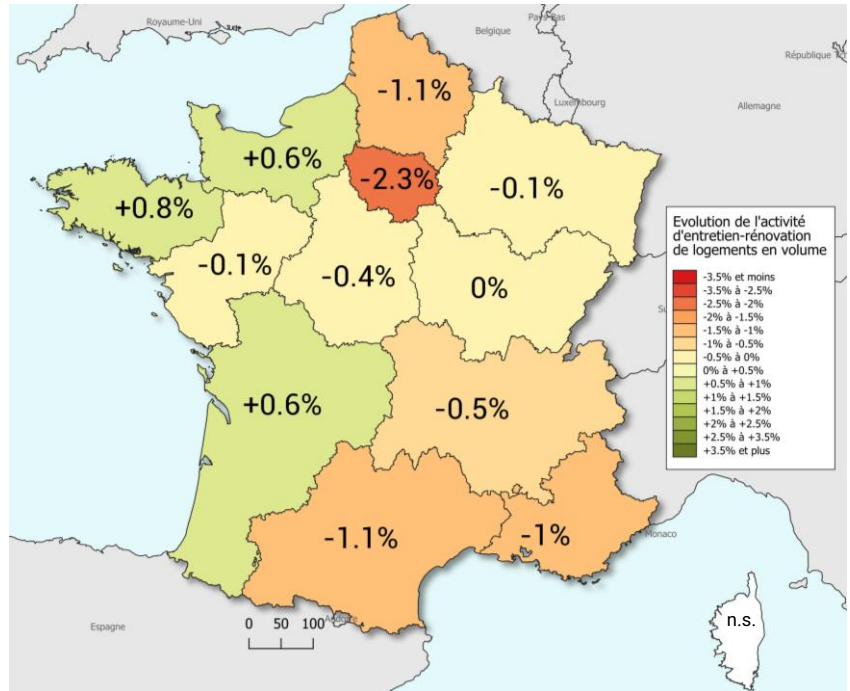 Royaume-Uni
Belgique
Pays-Bas
République
Luxembourg
Allemagne
-1.1%
+0.6%
-2.3%
-0.1%
+0.8%
-0.1%
-0.4%
0%
+0.6%
-0.5%
-1.1%
-1%
Monaco
n.s.
Espagne
Andorre
0 50 100
Evolution de l'activité
d'entretien-rénovation
de logements en volume
-3.5% et moins
-3.5% à -2.5%
-2.5% à -2%
-2% à -1.5%
-1.5% à -1%
-1% à -0.5%
-0.5% à 0%
0% à +0.5%
+0.5% à +1%
+1% à +1.5%
+1.5% à +2%
+2% à +2.5%
+2.5% à +3.5%
+3.5% et plus